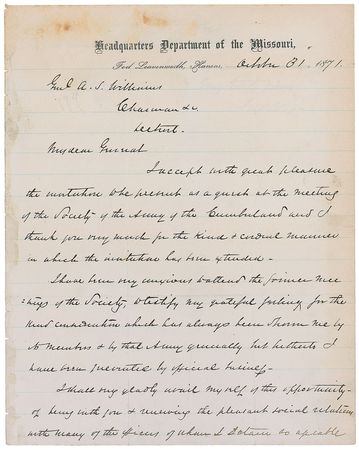 Headquarters Department of the Missouri,
Fort Leavenworth, Kansas, October 31 1871.
Genl A. S. Williams
Chairman &c.
Detroit.
My dear General
I accept with great pleasure
the invitation to be present as a guest at the meeting
of the Society of the Army of the Cumberland and I
thank you very much for the kind & cordial manner
in which the invitation has been extended -
I have been very anxious to attend the former mee
=tings of the Society, to testify my grateful feeling for the
kind consideration which has always been shown me by
its members & by that Army generally but hitherto I
have been prevented by official business -
I shall very gladly avail myself of this opportunity
of being with you & renewing the pleasant social relations
with many of the officers of whom I retain so agreeable